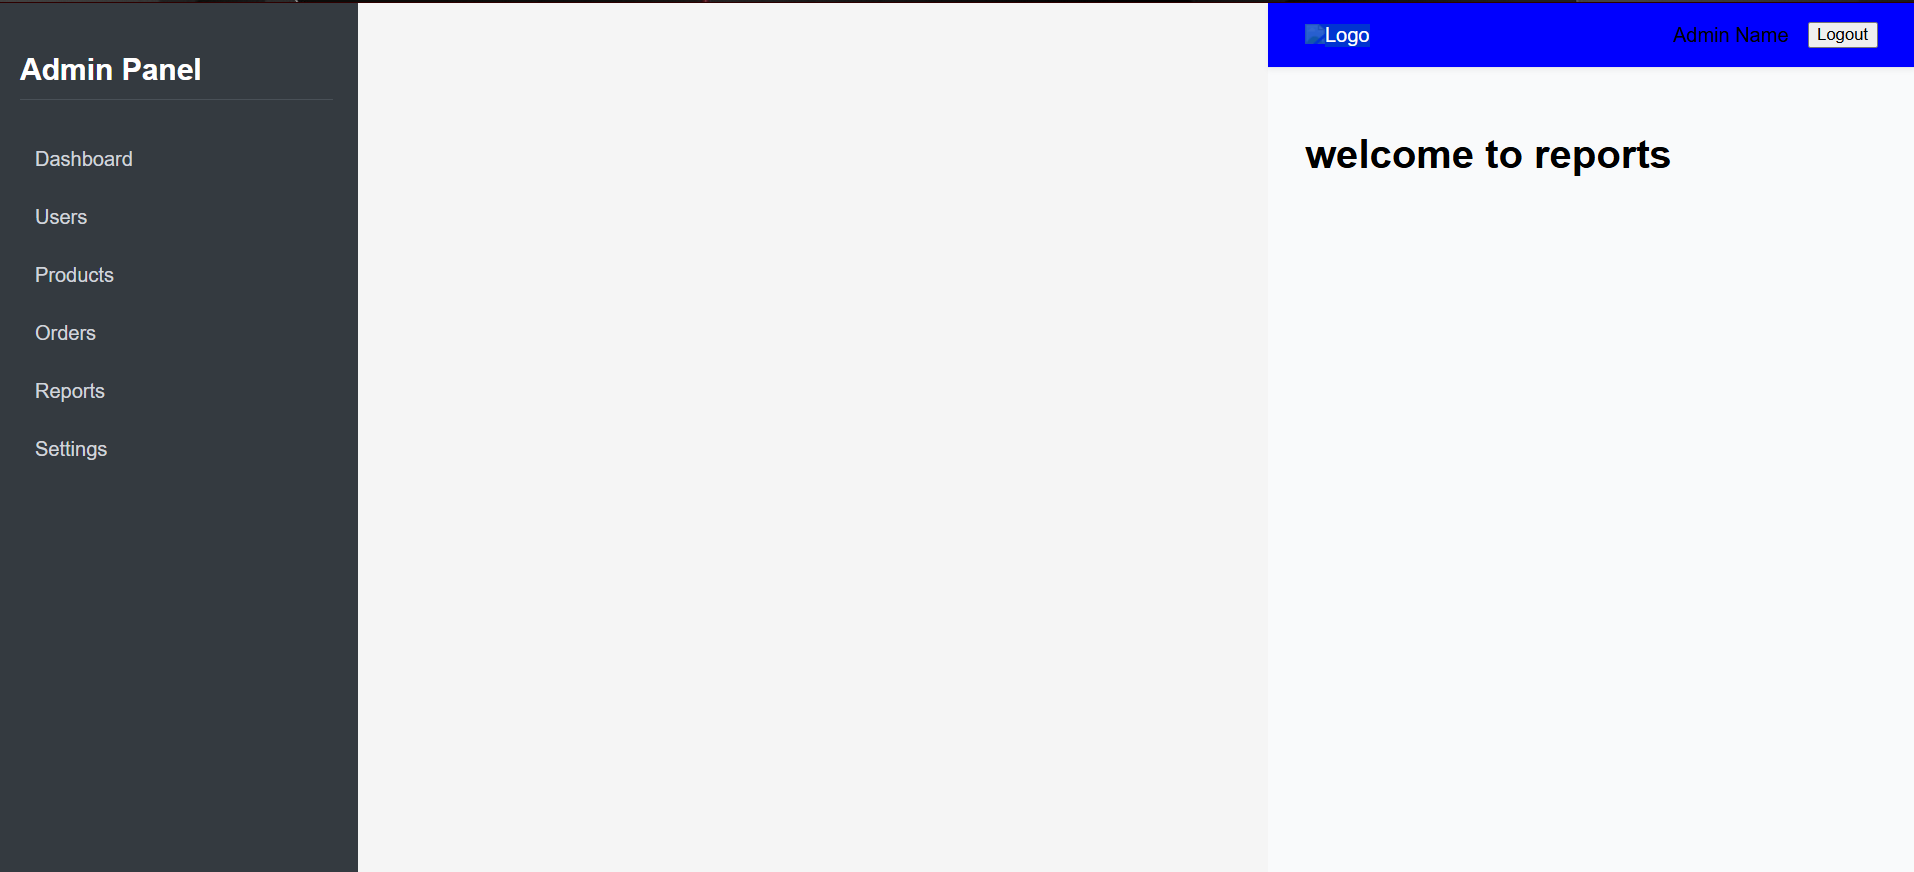 Admin Panel
Dashboard
Users
Products
Orders
Reports
Settings
Logo
Admin Name
Logout
welcome to reports